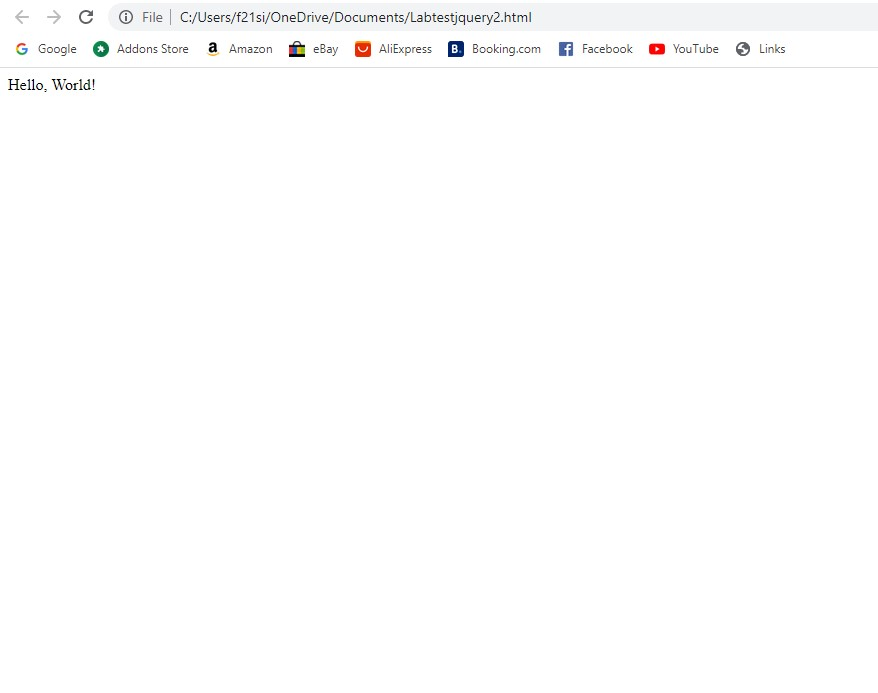 File C:/Users/f21si/OneDrive/Documents/Labtestjquery2.html
Google Addons Store Amazon eBay AliExpress Booking.com Facebook YouTube Links
Hello, World!